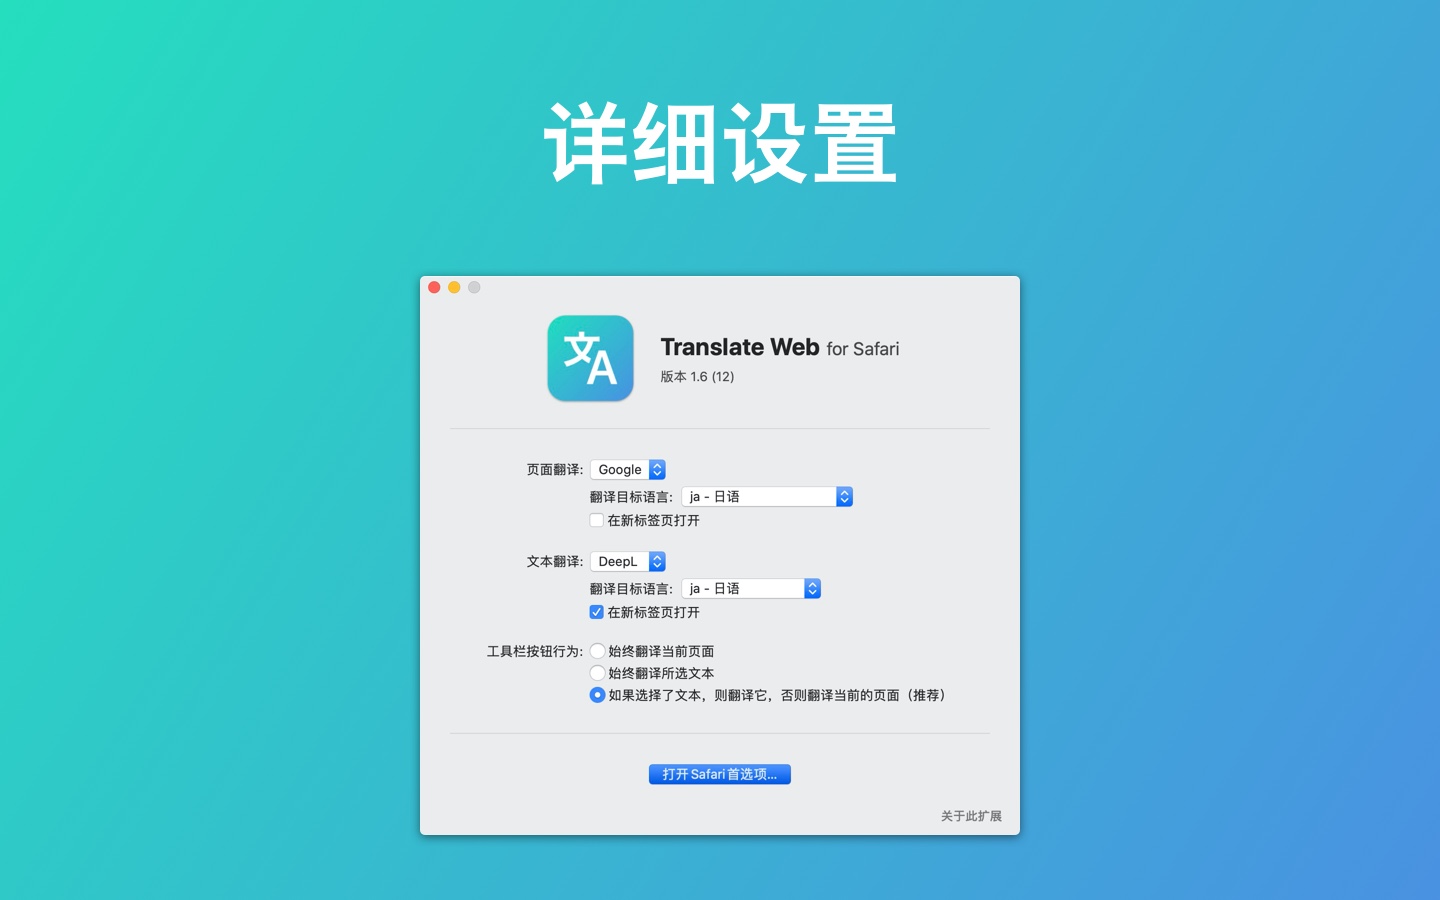 详细设置
文A
Translate Web for Safari
版本 1.6 (12)
页面翻译: Google
翻译目标语言: ja - 日语
在新标签页打开
文本翻译: DeepL
翻译目标语言: ja - 日语
在新标签页打开
工具栏按钮行为: 始终翻译当前页面
始终翻译所选文本
如果选择了文本，则翻译它，否则翻译当前的页面（推荐）
打开 Safari 首选项...
关于此扩展